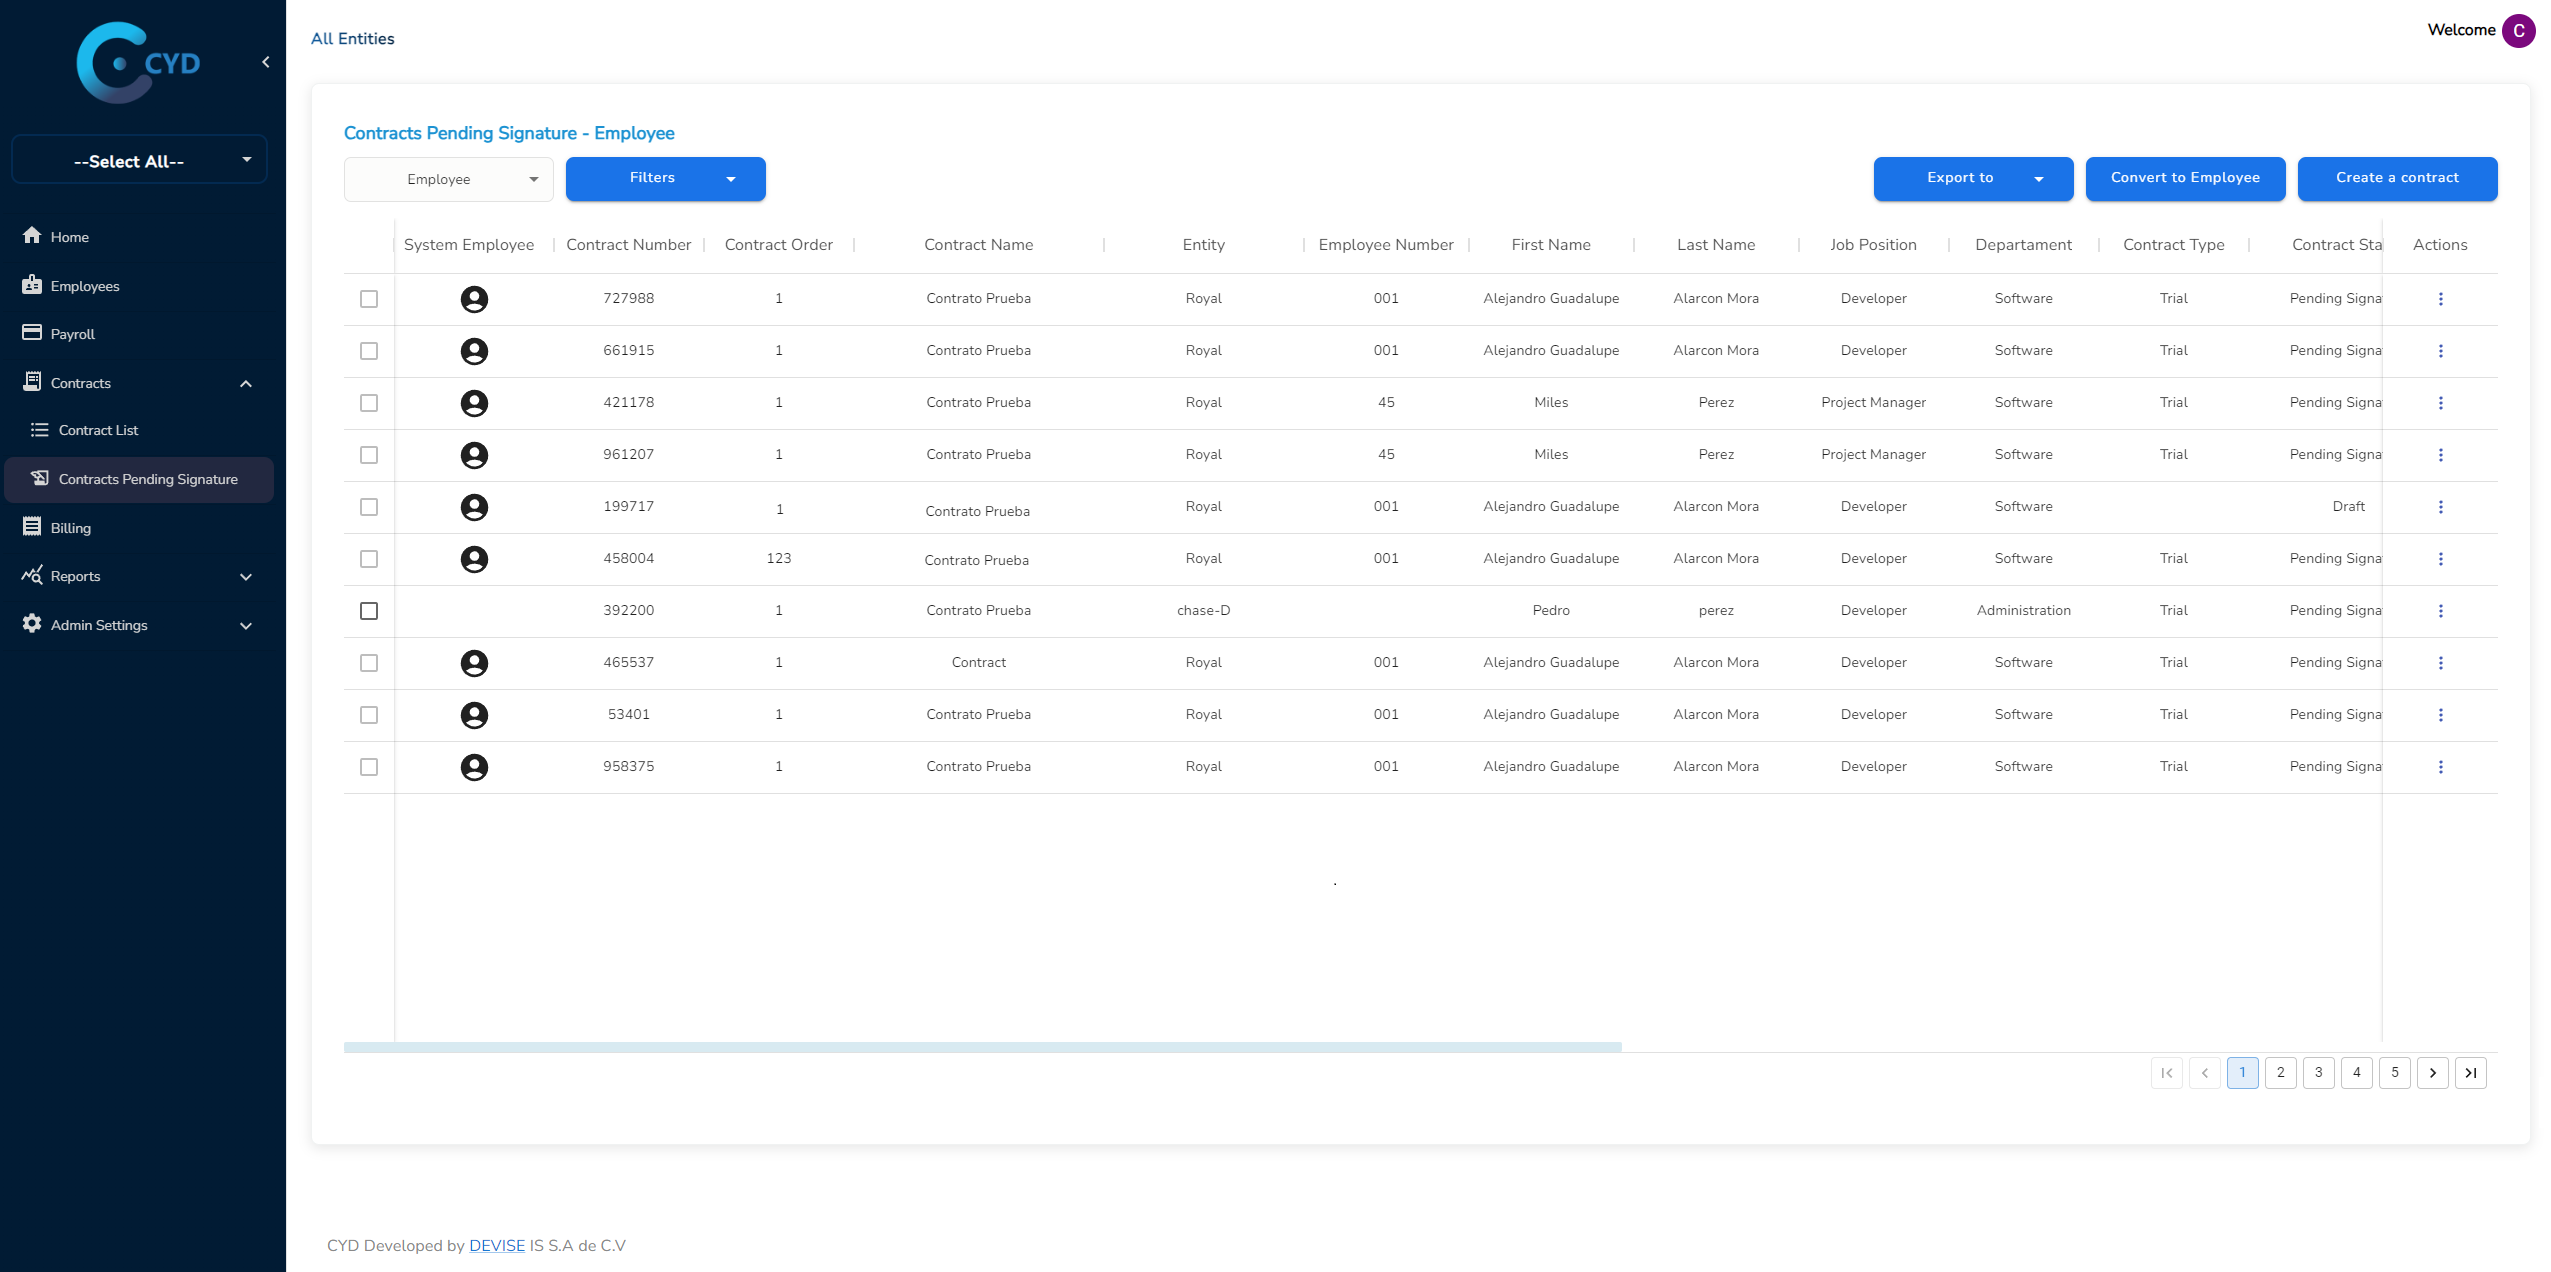 CYD
All Entities
Welcome C
--Select All--
Home
Employees
Payroll
Contracts
Contract List
Contracts Pending Signature
Billing
Reports
Admin Settings
Contracts Pending Signature - Employee
Employee Filters Export to Convert to Employee Create a contract
System Employee Contract Number Contract Order Contract Name Entity Employee Number First Name Last Name Job Position Departament Contract Type Contract Sta Actions
727988 1 Contrato Prueba Royal 001 Alejandro Guadalupe Alarcon Mora Developer Software Trial Pending Signa
661915 1 Contrato Prueba Royal 001 Alejandro Guadalupe Alarcon Mora Developer Software Trial Pending Signa
421178 1 Contrato Prueba Royal 45 Miles Perez Project Manager Software Trial Pending Signa
961207 1 Contrato Prueba Royal 45 Miles Perez Project Manager Software Trial Pending Signa
199717 1 Contrato Prueba Royal 001 Alejandro Guadalupe Alarcon Mora Developer Software Draft
458004 123 Contrato Prueba Royal 001 Alejandro Guadalupe Alarcon Mora Developer Software Trial Pending Signa
392200 1 Contrato Prueba chase-D Pedro perez Developer Administration Trial Pending Signa
465537 1 Contract Royal 001 Alejandro Guadalupe Alarcon Mora Developer Software Trial Pending Signa
53401 1 Contrato Prueba Royal 001 Alejandro Guadalupe Alarcon Mora Developer Software Trial Pending Signa
958375 1 Contrato Prueba Royal 001 Alejandro Guadalupe Alarcon Mora Developer Software Trial Pending Signa
.
1 2 3 4 5
CYD Developed by DEVISE IS S.A de C.V